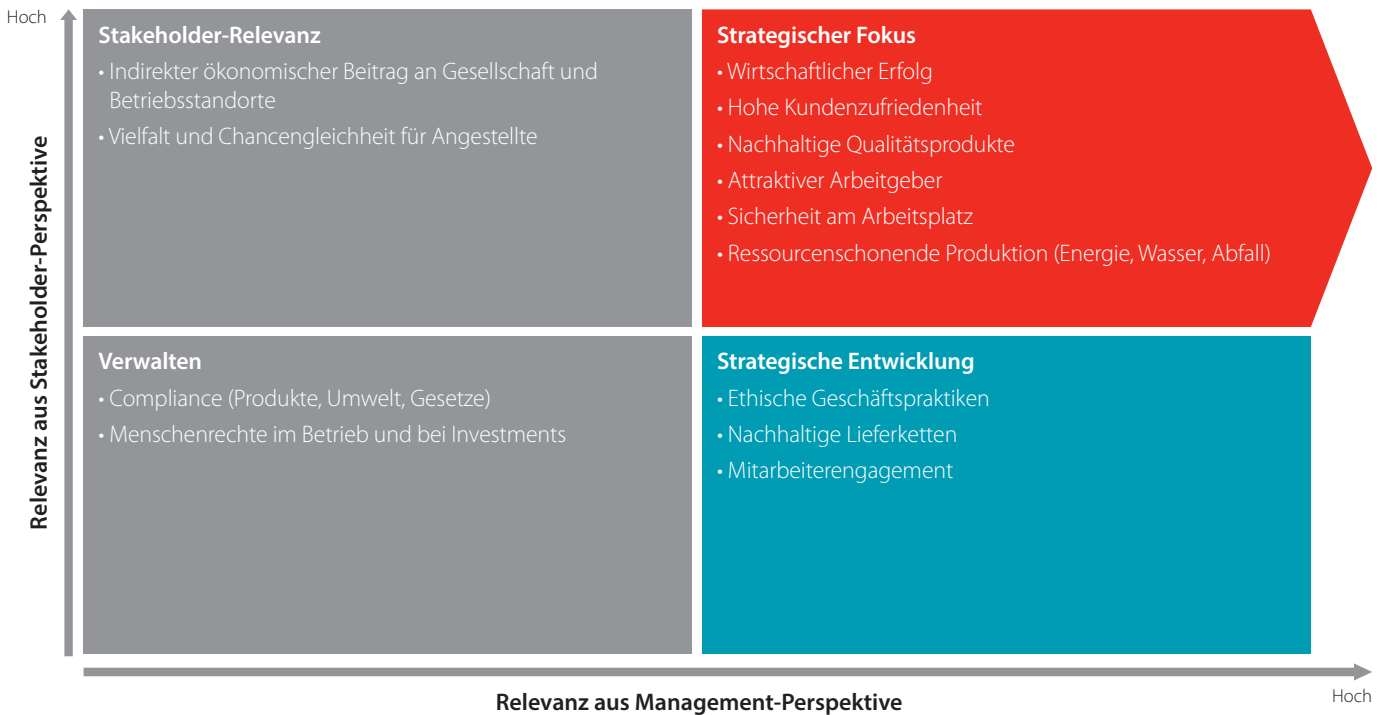 Hoch
Relevanz aus Stakeholder-Perspektive
Stakeholder-Relevanz
• Indirekter ökonomischer Beitrag an Gesellschaft und
Betriebsstandorte
• Vielfalt und Chancengleichheit für Angestellte
Strategischer Fokus
• Wirtschaftlicher Erfolg
• Hohe Kundenzufriedenheit
• Nachhaltige Qualitätsprodukte
• Attraktiver Arbeitgeber
• Sicherheit am Arbeitsplatz
• Ressourcenschonende Produktion (Energie, Wasser, Abfall)
Verwalten
• Compliance (Produkte, Umwelt, Gesetze)
• Menschenrechte im Betrieb und bei Investments
Strategische Entwicklung
• Ethische Geschäftspraktiken
• Nachhaltige Lieferketten
• Mitarbeiterengagement
Relevanz aus Management-Perspektive
Hoch